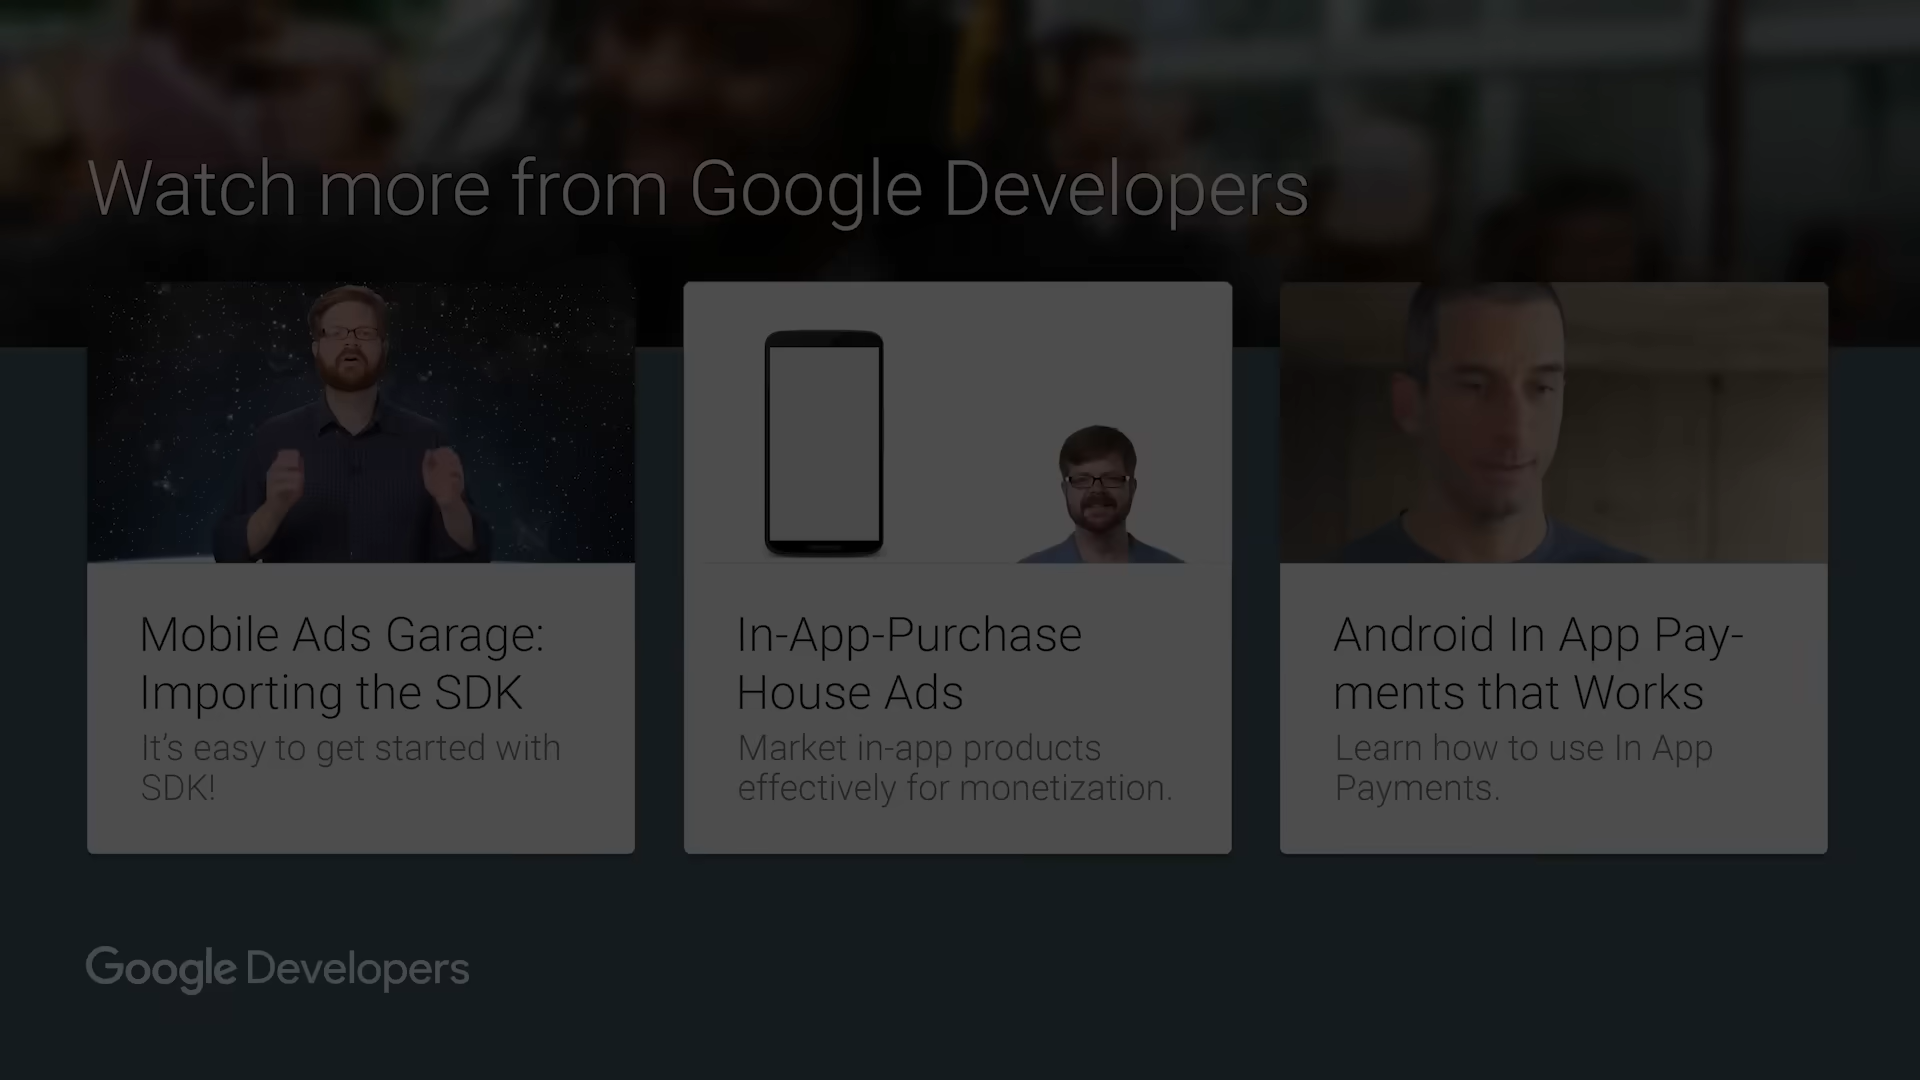 Watch more from Google Developers
Mobile Ads Garage:
Importing the SDK
It's easy to get started with
SDK!
In-App-Purchase
House Ads
Market in-app products
effectively for monetization.
Android In App Pay-
ments that Works
Learn how to use In App
Payments.
Google Developers